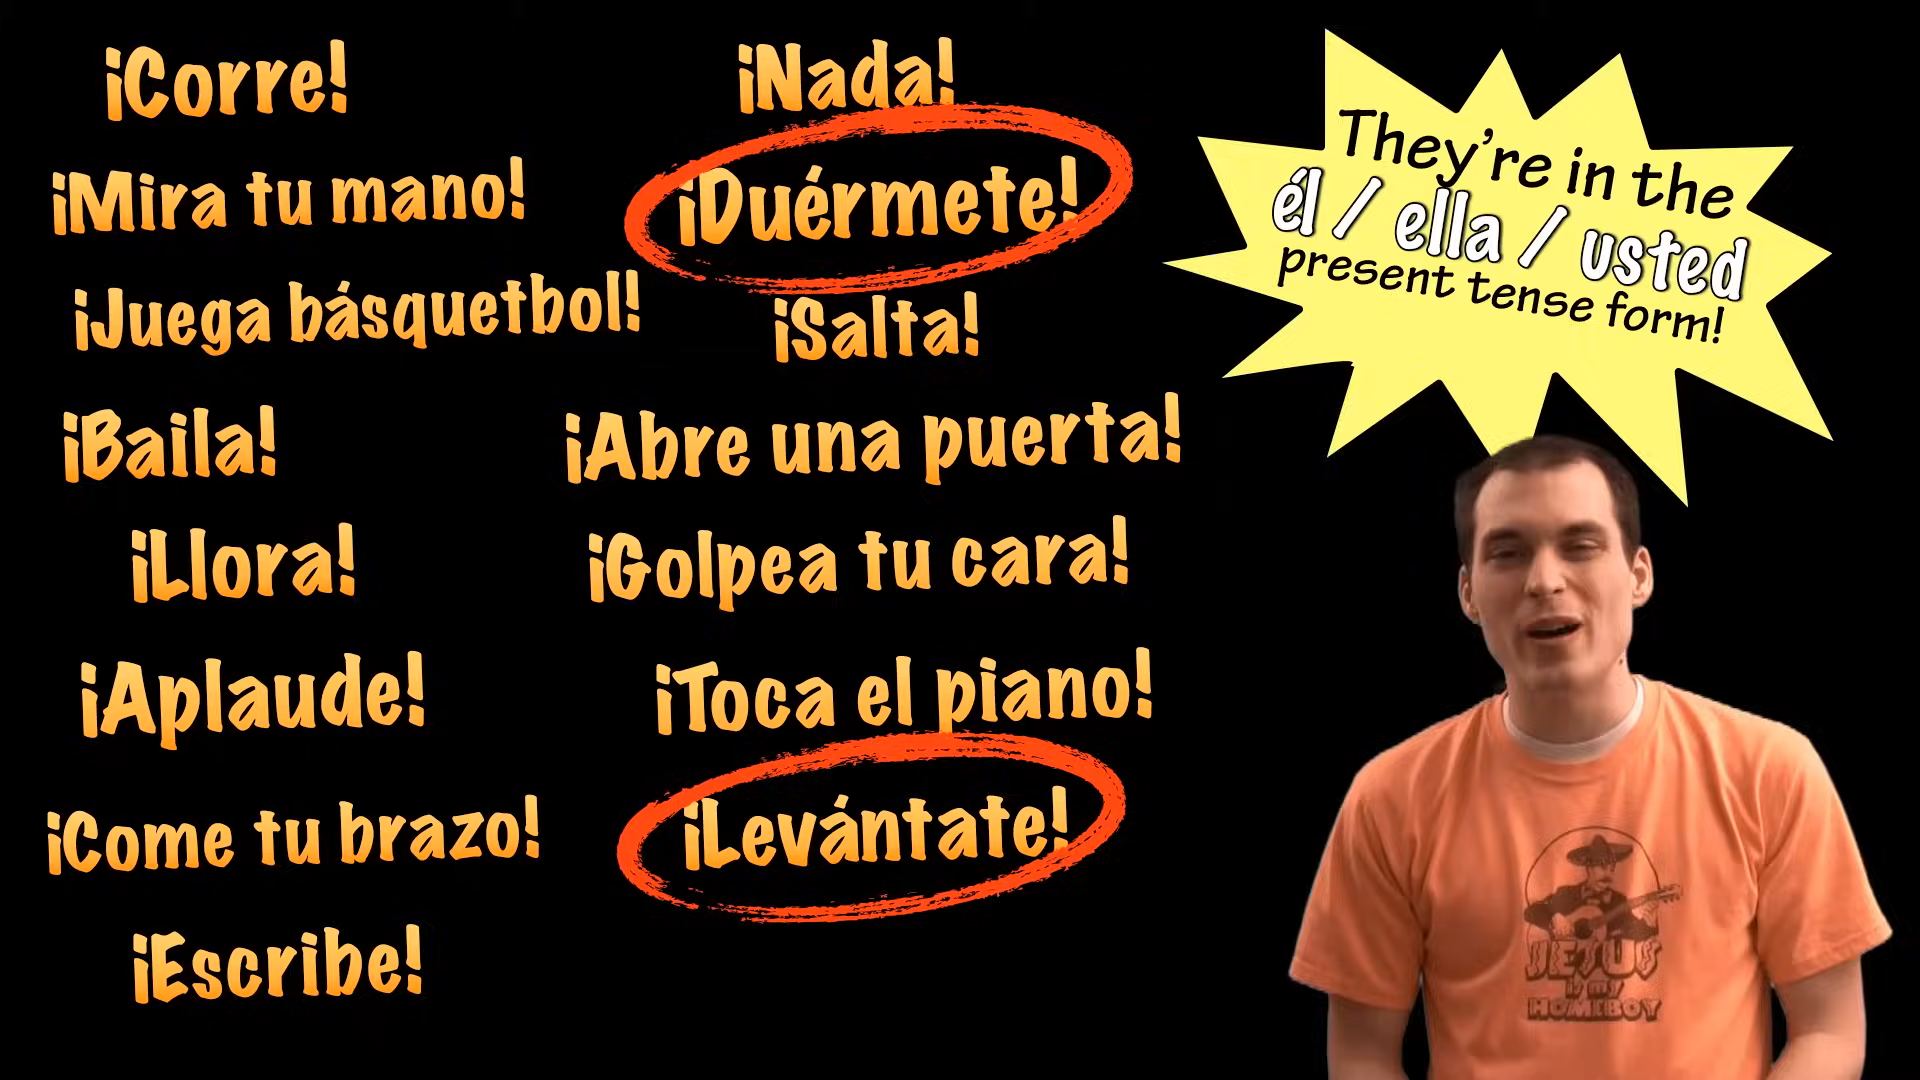 ¡Corre!
¡Mira tu mano!
¡Juega básquetbol!
¡Baila!
¡Llora!
¡Aplaude!
¡Come tu brazo!
¡Escribe!
¡Nada!
¡Duérmete!
¡Salta!
¡Abre una puerta!
¡Golpea tu cara!
¡Toca el piano!
¡Levántate!
They're in the
él / ella / usted
present tense form!
JESUS
is my
HOMEBOY